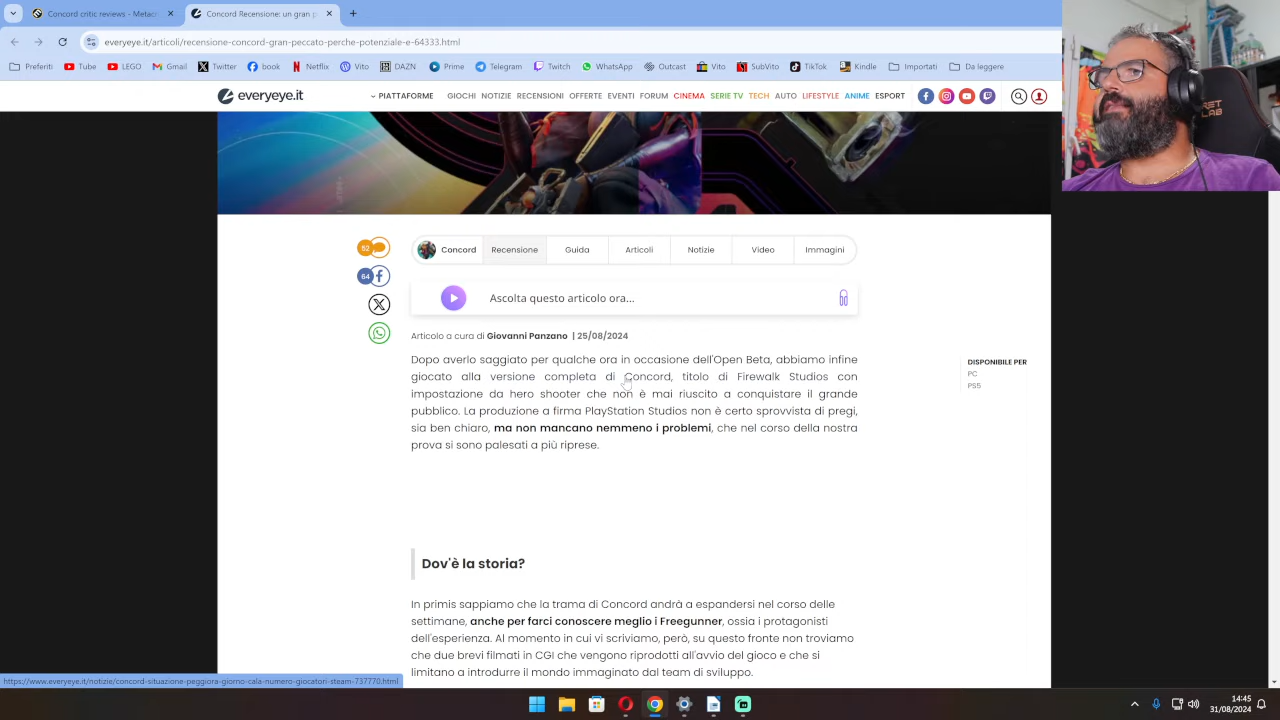 Concord critic reviews - Metac
Concord Recensione: un gran p
everyeye.it/articoli/recensione-concord-gran-peccato-perche-potenziale-e-64333.html
Preferiti Tube LEGO Gmail Twitter book Netflix Vito DAZN Prime Telegram Twitch WhatsApp Outcast Vito SubVito TikTok Kindle Importati Da leggere
everyeye.it PIATTAFORME GIOCHI NOTIZIE RECENSIONI OFFERTE EVENTI FORUM CINEMA SERIE TV TECH AUTO LIFESTYLE ANIME ESPORT
52
64
Concord Recensione Guida Articoli Notizie Video Immagini
Ascolta questo articolo ora...
Articolo a cura di Giovanni Panzano | 25/08/2024
Dopo averlo saggiato per qualche ora in occasione dell'Open Beta, abbiamo infine
giocato alla versione completa di Concord, titolo di Firewalk Studios con
impostazione da hero shooter che non è mai riuscito a conquistare il grande
pubblico. La produzione a firma PlayStation Studios non è certo sprovvista di pregi,
sia ben chiaro, ma non mancano nemmeno i problemi, che nel corso della nostra
prova si sono palesati a più riprese.
DISPONIBILE PER
PC
PS5
Dov'è la storia?
In primis sappiamo che la trama di Concord andrà a espandersi nel corso delle
settimane, anche per farci conoscere meglio i Freegunner, ossia i protagonisti
dell'esperienza. Al momento in cui vi scriviamo, però, su questo fronte non troviamo
che due brevi filmati in CGI che vengono riprodotti all'avvio del gioco e che si
limitano a introdurre il mondo immaginato dal team di sviluppo.
https://www.everyeye.it/notizie/concord-situazione-peggiora-giorno-cala-numero-giocatori-steam-737770.html
14:45
31/08/2024